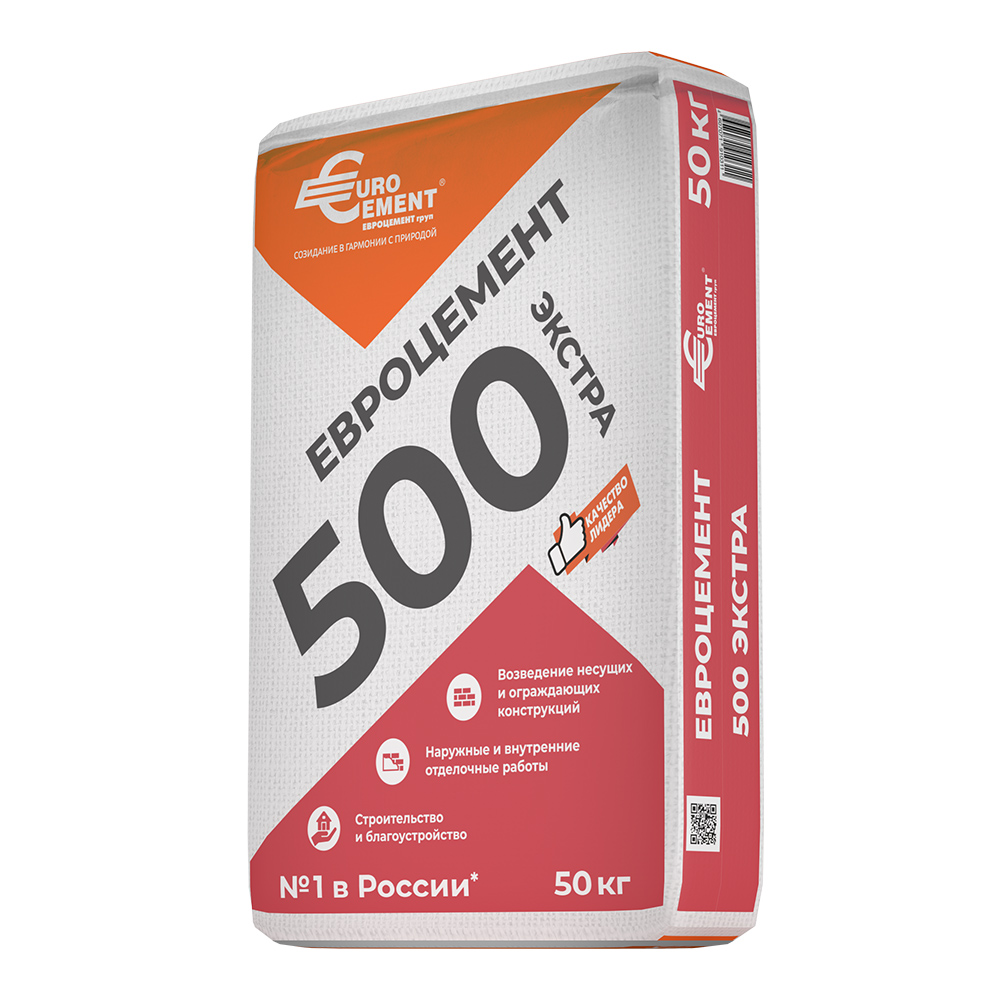 EURO
CEMENT®
ЕВРОЦЕМЕНТ груп
СОЗИДАНИЕ В ГАРМОНИИ С ПРИРОДОЙ
ЕВРОЦЕМЕНТ
500
ЭКСТРА
КАЧЕСТВО
ЛИДЕРА
Возведение несущих
и ограждающих
конструкций
Наружные и внутренние
отделочные работы
Строительство
и благоустройство
№1 в России*
50 кг
50 КГ
EURO
CEMENT®
ЕВРОЦЕМЕНТ груп
ЕВРОЦЕМЕНТ
500 ЭКСТРА